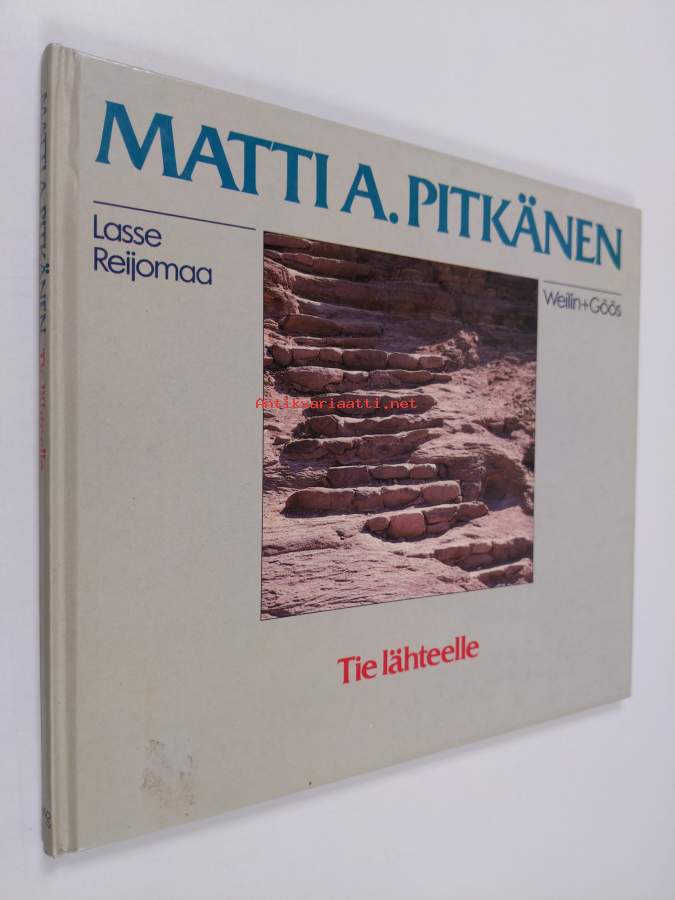 MATTI A. PITKÄNEN
Lasse
Reijomaa
Weilin+Göös
Antikvariaatti.net
Tie lähteelle
MATTI A. PITKÄNEN